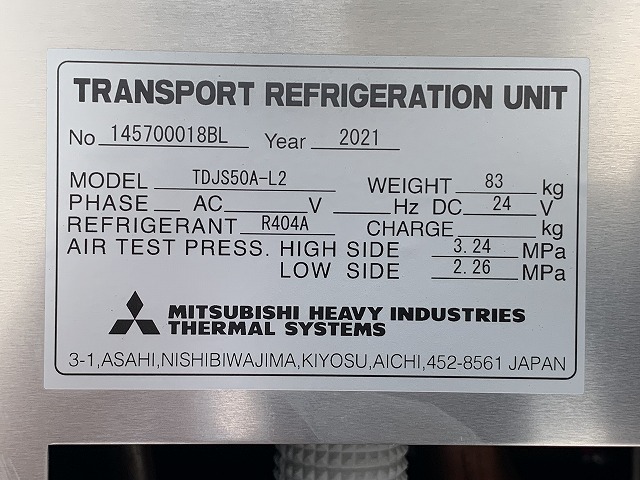 TRANSPORT REFRIGERATION UNIT
No 145700018BL Year 2021
MODEL TDJS50A-L2 WEIGHT 83 kg
PHASE AC V Hz DC 24 V
REFRIGERANT R404A CHARGE kg
AIR TEST PRESS. HIGH SIDE 3.24 MPa
LOW SIDE 2.26 MPa
MITSUBISHI HEAVY INDUSTRIES
THERMAL SYSTEMS
3-1,ASAHI,NISHIBIWAJIMA,KIYOSU,AICHI,452-8561 JAPAN